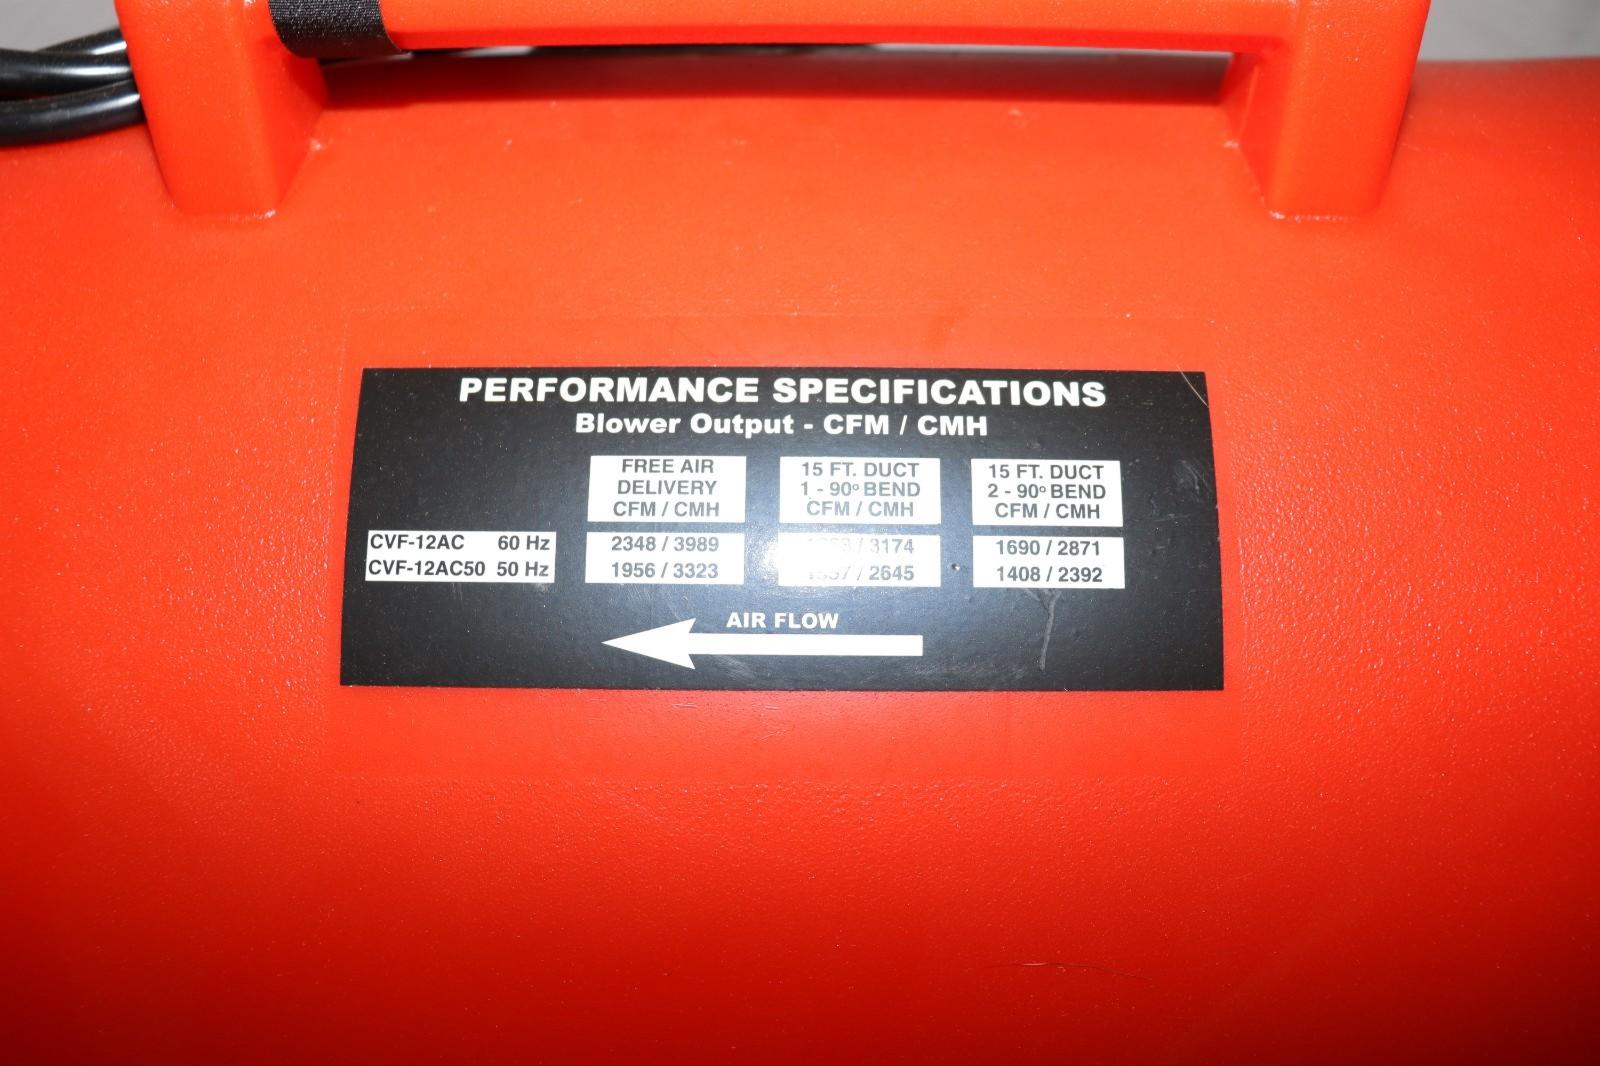 PERFORMANCE SPECIFICATIONS
Blower Output - CFM / CMH
FREE AIR DELIVERY CFM / CMH
15 FT. DUCT 1 - 90° BEND CFM / CMH
15 FT. DUCT 2 - 90° BEND CFM / CMH
CVF-12AC 60 Hz 2348 / 3989 / 3174 1690 / 2871
CVF-12AC50 50 Hz 1956 / 3323 / 2645 1408 / 2392
AIR FLOW